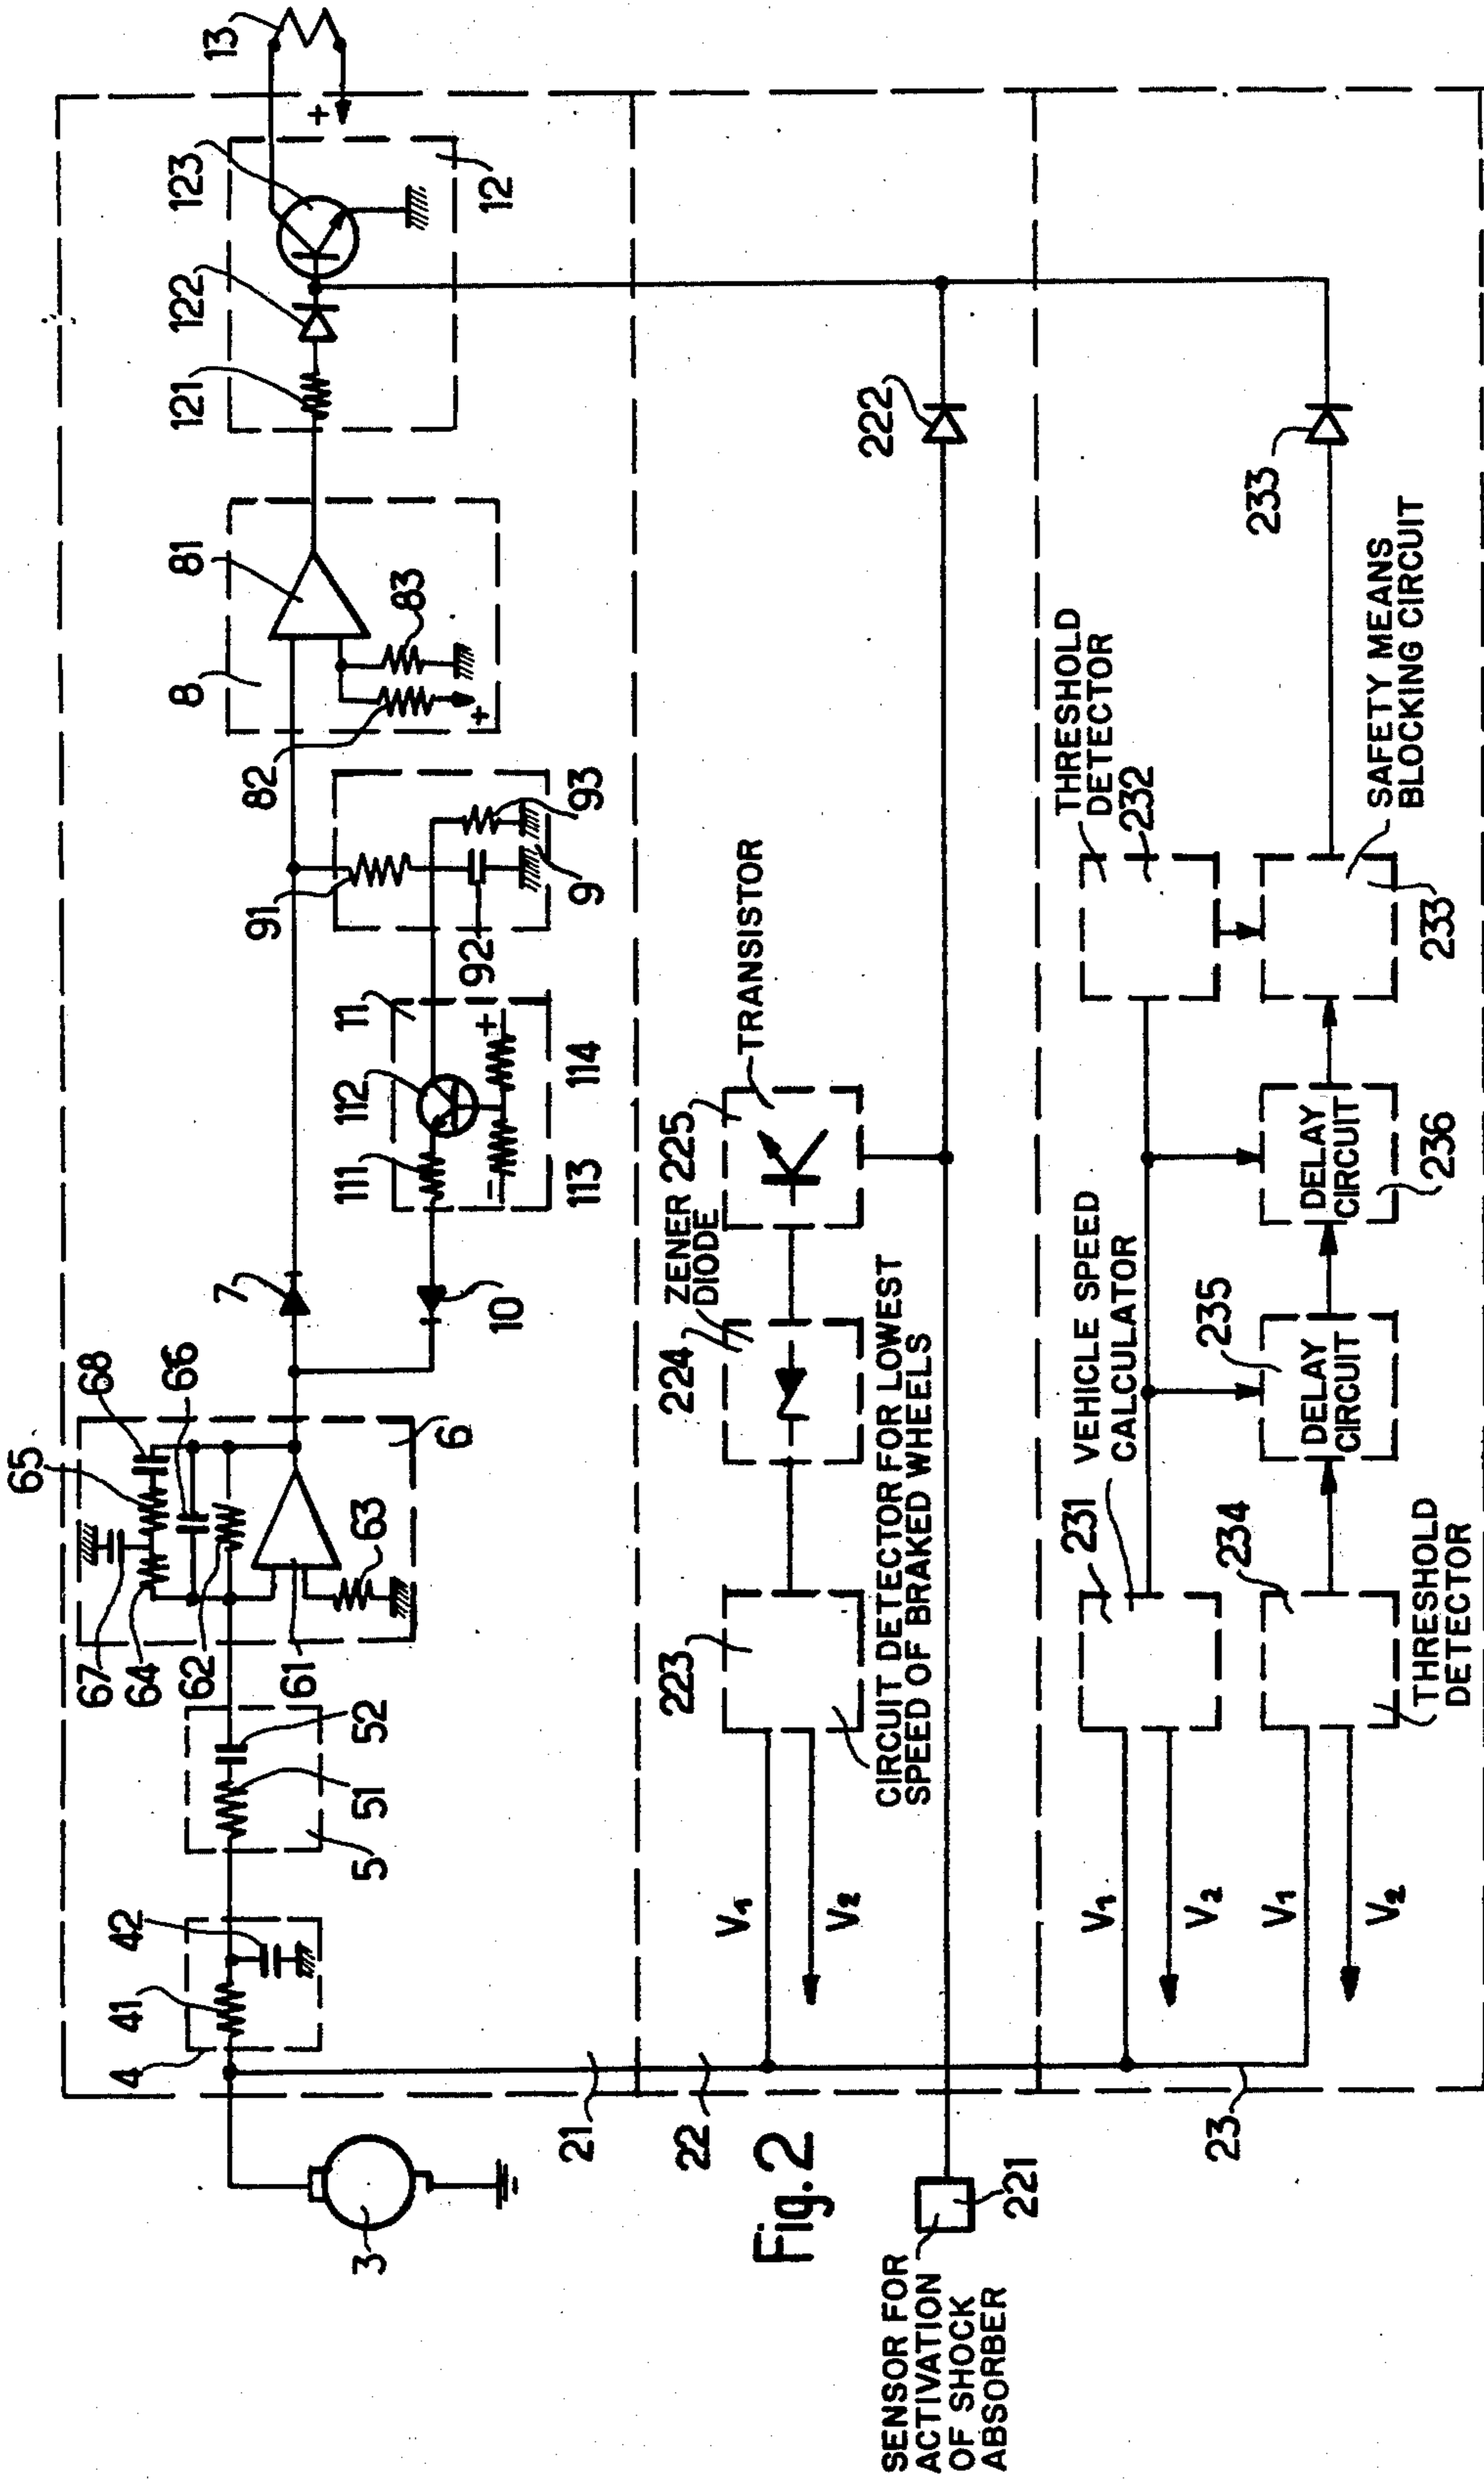 13
123
122
121
12
+
81
8
83
82
+
93
91
9
92
11
112
+
114
111
−
113
7
10
68
66
65
6
63
67
64
62
61
52
51
5
42
41
4
3
21
TRANSISTOR
222
225
ZENER
DIODE
224
CIRCUIT DETECTOR FOR LOWEST
SPEED OF BRAKED WHEELS
223
V1
V2
22
Fig. 2
221
SENSOR FOR
ACTIVATION
OF SHOCK
ABSORBER
THRESHOLD
DETECTOR
232
233
SAFETY MEANS
BLOCKING CIRCUIT
233
VEHICLE SPEED
CALCULATOR
231
DELAY
CIRCUIT
236
235
DELAY
CIRCUIT
234
THRESHOLD
DETECTOR
V1
V2
V1
V2
23